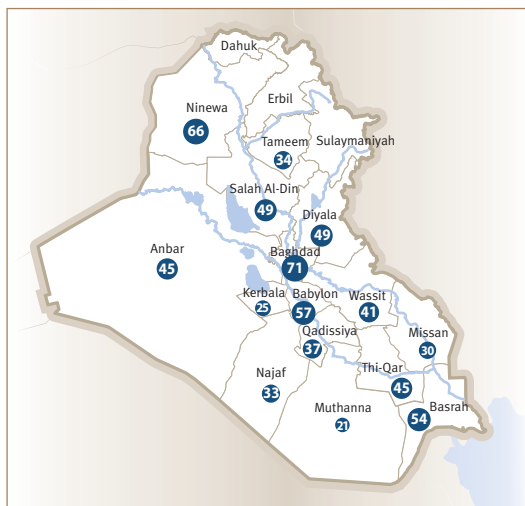 Dahuk
Erbil
Ninewa
66
Tameem
34
Sulaymaniyah
Salah Al-Din
49
Diyala
49
Anbar
45
Baghdad
71
Kerbala
25
Babylon
57
Wassit
41
Qadissiya
37
Missan
30
Najaf
33
Thi-Qar
45
Muthanna
21
Basrah
54